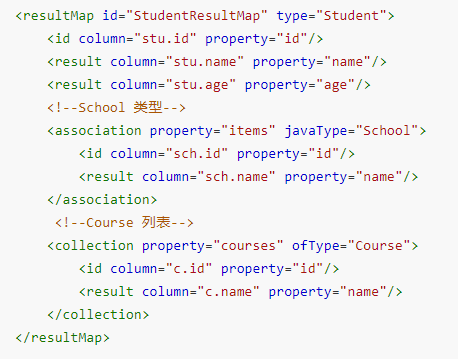 <resultMap id="StudentResultMap" type="Student">
    <id column="stu.id" property="id"/>
    <result column="stu.name" property="name"/>
    <result column="stu.age" property="age"/>
    <!--School 类型-->
    <association property="items" javaType="School">
        <id column="sch.id" property="id"/>
        <result column="sch.name" property="name"/>
    </association>
     <!--Course 列表-->
    <collection property="courses" ofType="Course">
        <id column="c.id" property="id"/>
        <result column="c.name" property="name"/>
    </collection>
</resultMap>